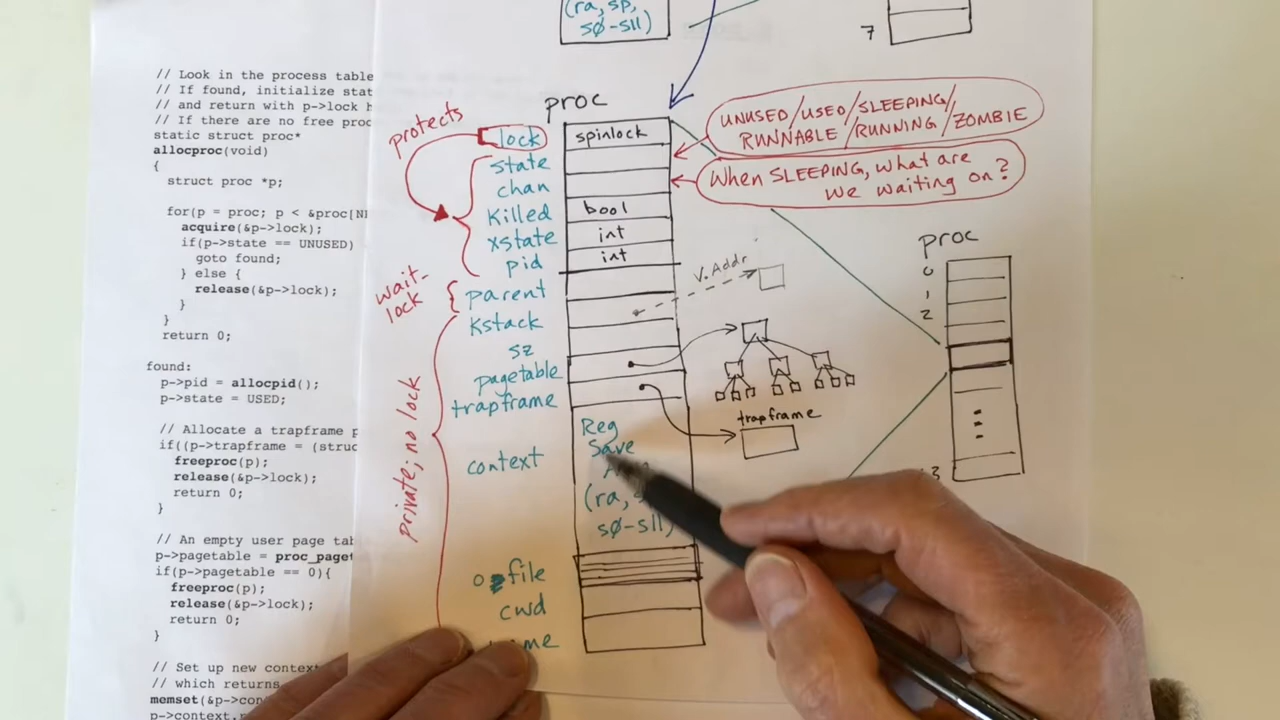 // Look in the process table
// If found, initialize stat
// and return with p->lock h
// If there are no free proc
static struct proc*
allocproc(void)
{
struct proc *p;
for(p = proc; p < &proc[N
acquire(&p->lock);
if(p->state == UNUSED)
goto found;
} else {
release(&p->lock);
}
}
return 0;
found:
p->pid = allocpid();
p->state = USED;
// Allocate a trapframe p
if((p->trapframe = (struc
freeproc(p);
release(&p->lock);
return 0;
}
// An empty user page tab
p->pagetable = proc_paget
if(p->pagetable == 0){
freeproc(p);
release(&p->lock);
return 0;
}
// Set up new context
// which returns
memset(&p->con
p->context.r
(ra, sp,
sø-s11)
7
proc
protects
lock
spinlock
state
chan
killed
bool
xstate
int
pid
int
wait-
lock
parent
kstack
sz
pagetable
trapframe
private; no lock
context
Reg
Save
(ra, s
sø-s11)
ofile
cwd
UNUSED/USED/SLEEPING/
RUNNABLE/RUNNING/ZOMBIE
When SLEEPING, what are
we waiting on?
V.Addr
trapframe
proc
0
1
2
3